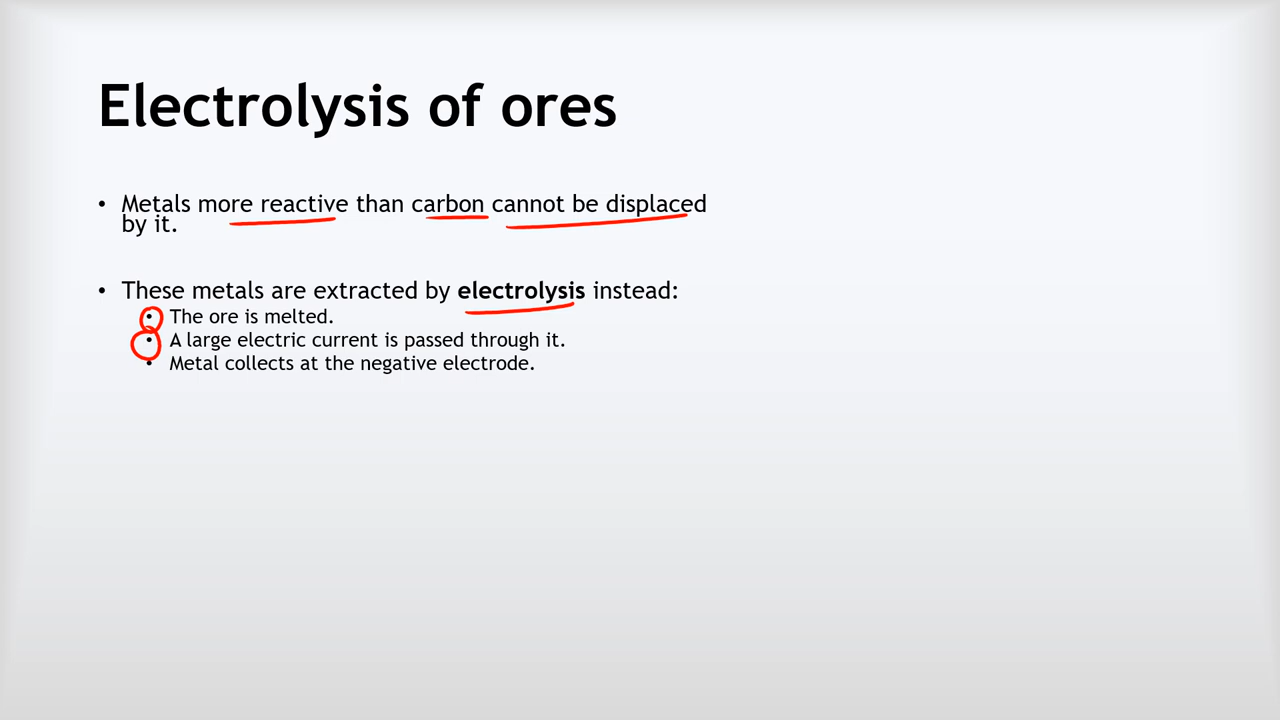 Electrolysis of ores
• Metals more reactive than carbon cannot be displaced
by it.
• These metals are extracted by electrolysis instead:
• The ore is melted.
• A large electric current is passed through it.
• Metal collects at the negative electrode.